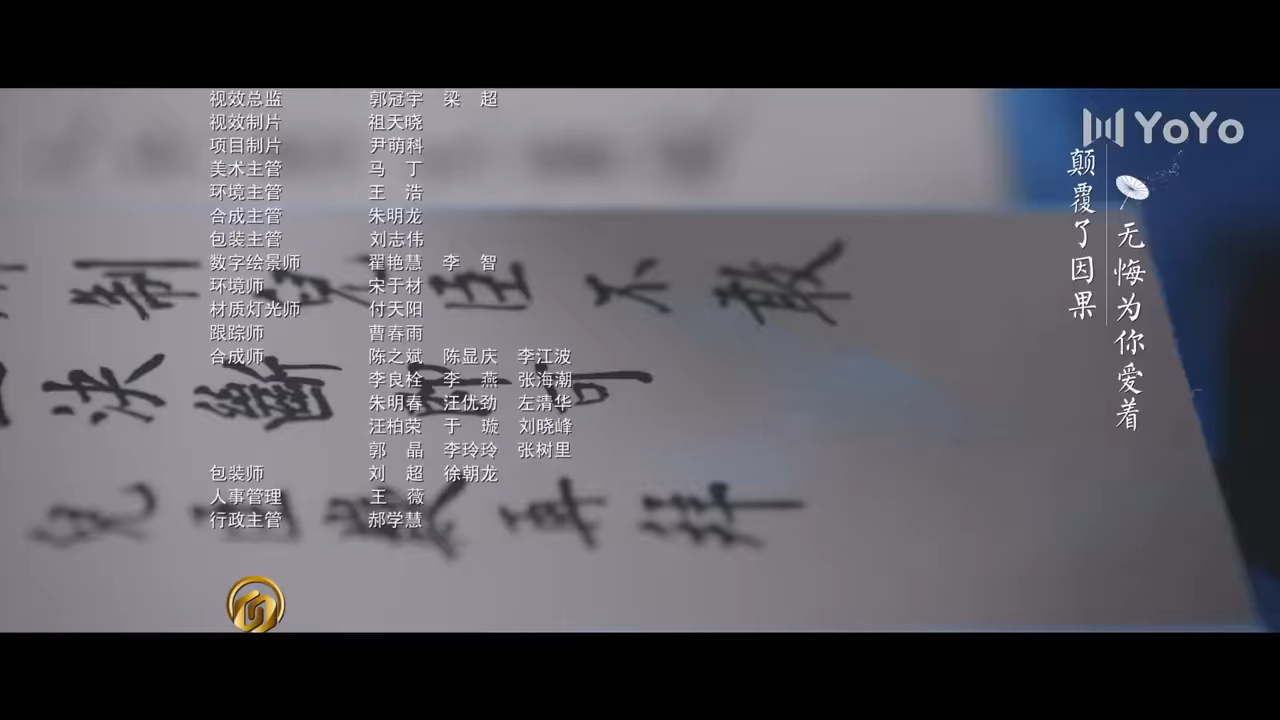 视效总监 郭冠宇 梁 超
视效制片 祖天晓
项目制片 尹萌科
美术主管 马 丁
环境主管 王 浩
合成主管 朱明龙
包装主管 刘志伟
数字绘景师 翟艳慧 李 智
环境师 宋于材
材质灯光师 付天阳
跟踪师 曹春雨
合成师 陈之斌 陈显庆 李江波
李良栓 李 燕 张海潮
朱明春 汪优劲 左清华
汪柏荣 于 璇 刘晓峰
郭 晶 李玲玲 张树里
包装师 刘 超 徐朝龙
人事管理 王 薇
行政主管 郝学慧
YoYo
颠覆了因果
无悔为你爱着
不敢
决断